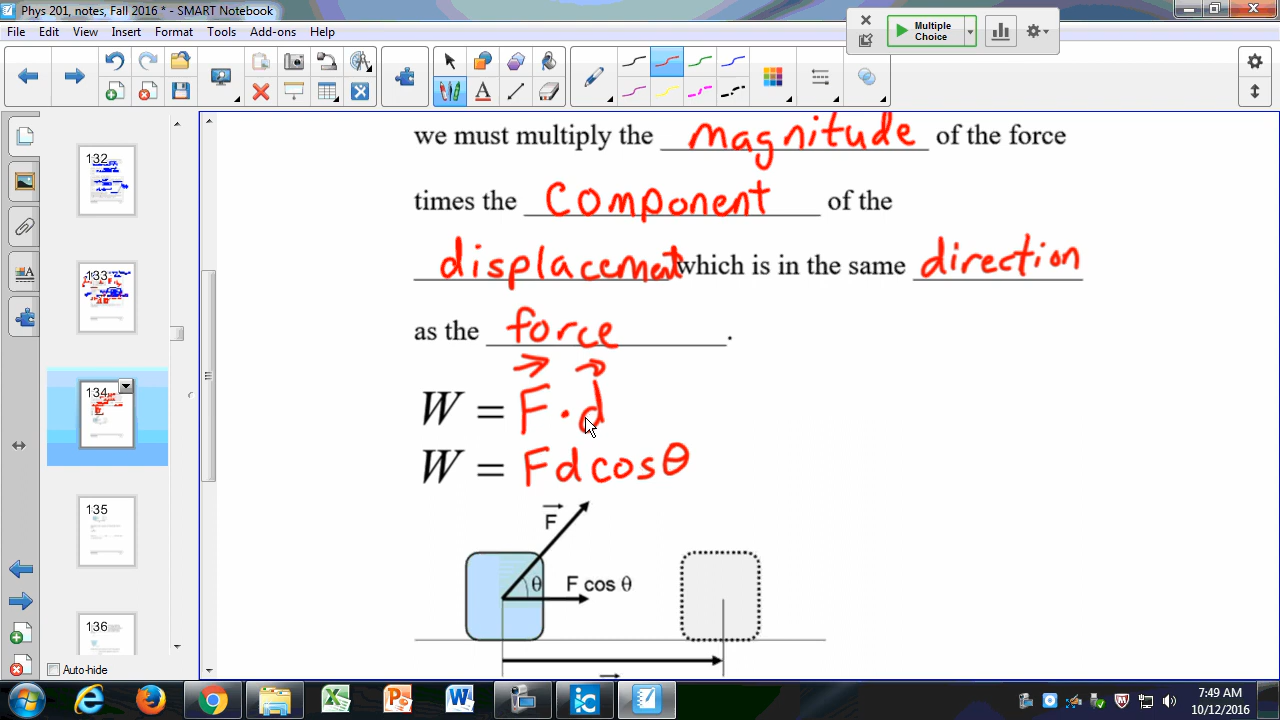 Phys 201, notes, Fall 2016 * - SMART Notebook
File Edit View Insert Format Tools Add-ons Help
Multiple Choice
132
133
134
135
136
Auto-hide
we must multiply the magnitude of the force
times the component of the
displacement which is in the same direction
as the force.
W = F · d
W = Fdcosθ
F
θ F cos θ
7:49 AM
10/12/2016